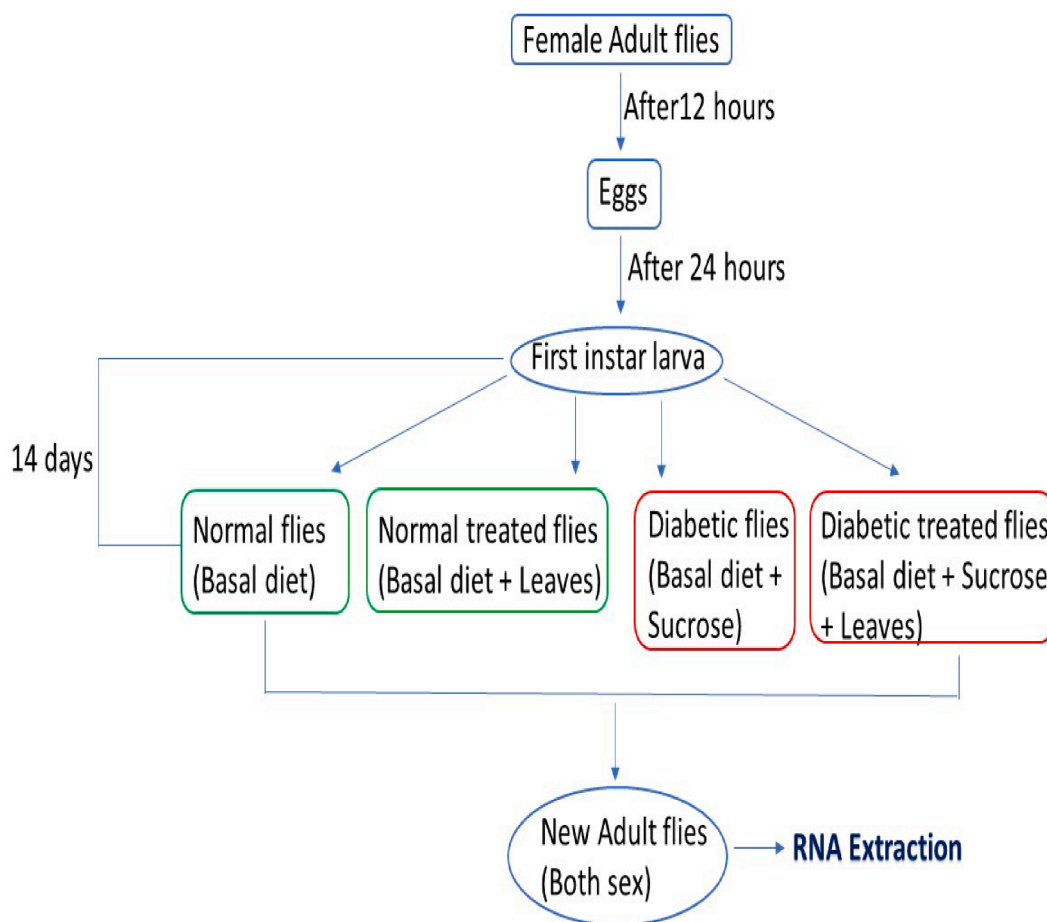 Female Adult flies
After12 hours
Eggs
After 24 hours
First instar larva
14 days
Normal flies
(Basal diet)
Normal treated flies
(Basal diet + Leaves)
Diabetic flies
(Basal diet +
Sucrose)
Diabetic treated flies
(Basal diet + Sucrose
+ Leaves)
New Adult flies
(Both sex)
RNA Extraction